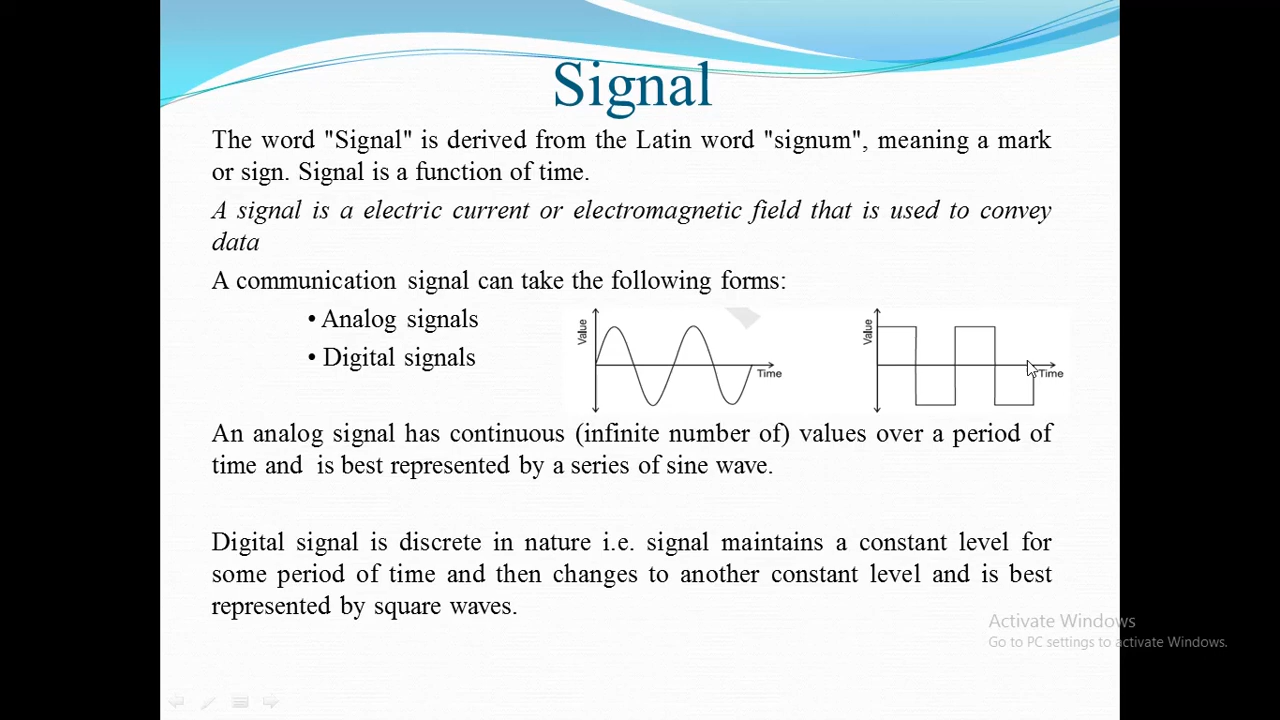 Signal
The word "Signal" is derived from the Latin word "signum", meaning a mark
or sign. Signal is a function of time.
A signal is a electric current or electromagnetic field that is used to convey
data
A communication signal can take the following forms:
• Analog signals
• Digital signals
Value
Time
Value
Time
An analog signal has continuous (infinite number of) values over a period of
time and is best represented by a series of sine wave.
Digital signal is discrete in nature i.e. signal maintains a constant level for
some period of time and then changes to another constant level and is best
represented by square waves.
Activate Windows
Go to PC settings to activate Windows.